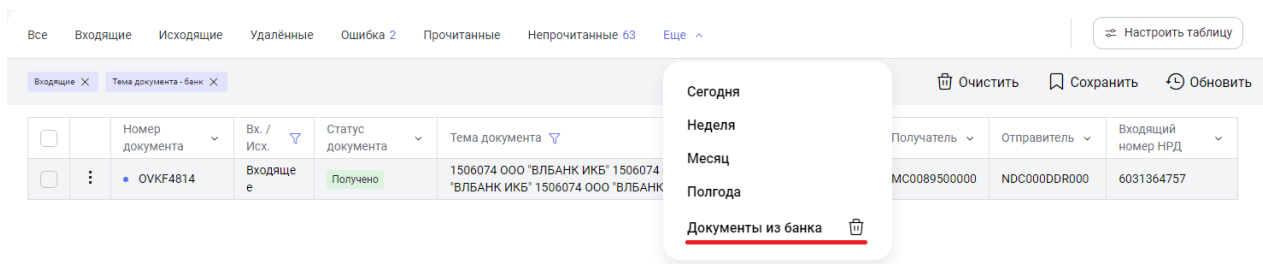 Все Входящие Исходящие Удалённые Ошибка 2 Прочитанные Непрочитанные 63 Еще Настроить таблицу
Входящие Тема документа - банк Очистить Сохранить Обновить
Сегодня
Неделя
Месяц
Полгода
Документы из банка
Номер документа Вх. / Исх. Статус документа Тема документа Получатель Отправитель Входящий номер НРД
OVKF4814 Входящее Получено 1506074 ООО "ВЛБАНК ИКБ" 1506074
"ВЛБАНК ИКБ" 1506074 ООО "ВЛБАНК MC0089500000 NDC000DDR000 6031364757